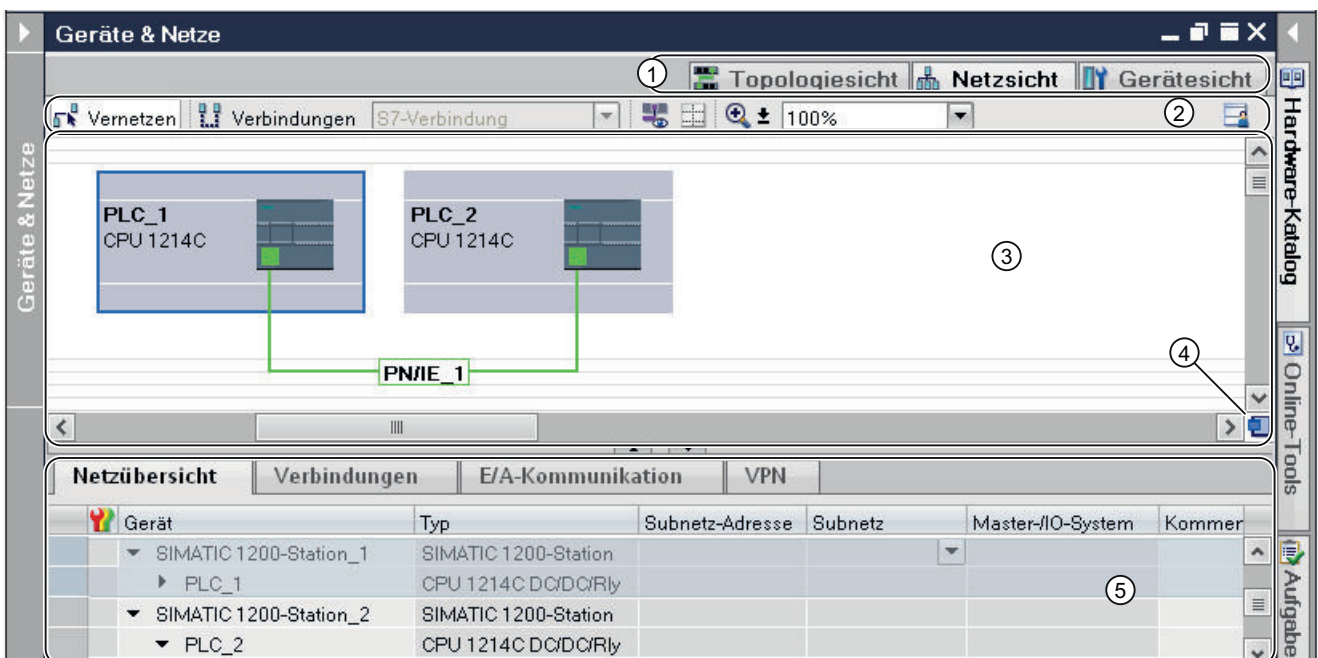 Geräte & Netze
1
Topologiesicht Netzsicht Gerätesicht
Vernetzen Verbindungen S7-Verbindung 100% 2
Geräte & Netze
PLC_1
CPU 1214C
PLC_2
CPU 1214C
3
PN/IE_1
4
Netzübersicht Verbindungen E/A-Kommunikation VPN
Gerät Typ Subnetz-Adresse Subnetz Master-/IO-System Kommen
SIMATIC 1200-Station_1 SIMATIC 1200-Station
PLC_1 CPU 1214C DC/DC/Rly
5
SIMATIC 1200-Station_2 SIMATIC 1200-Station
PLC_2 CPU 1214C DC/DC/Rly
Hardware-Katalog
Online-Tools
Aufgabe